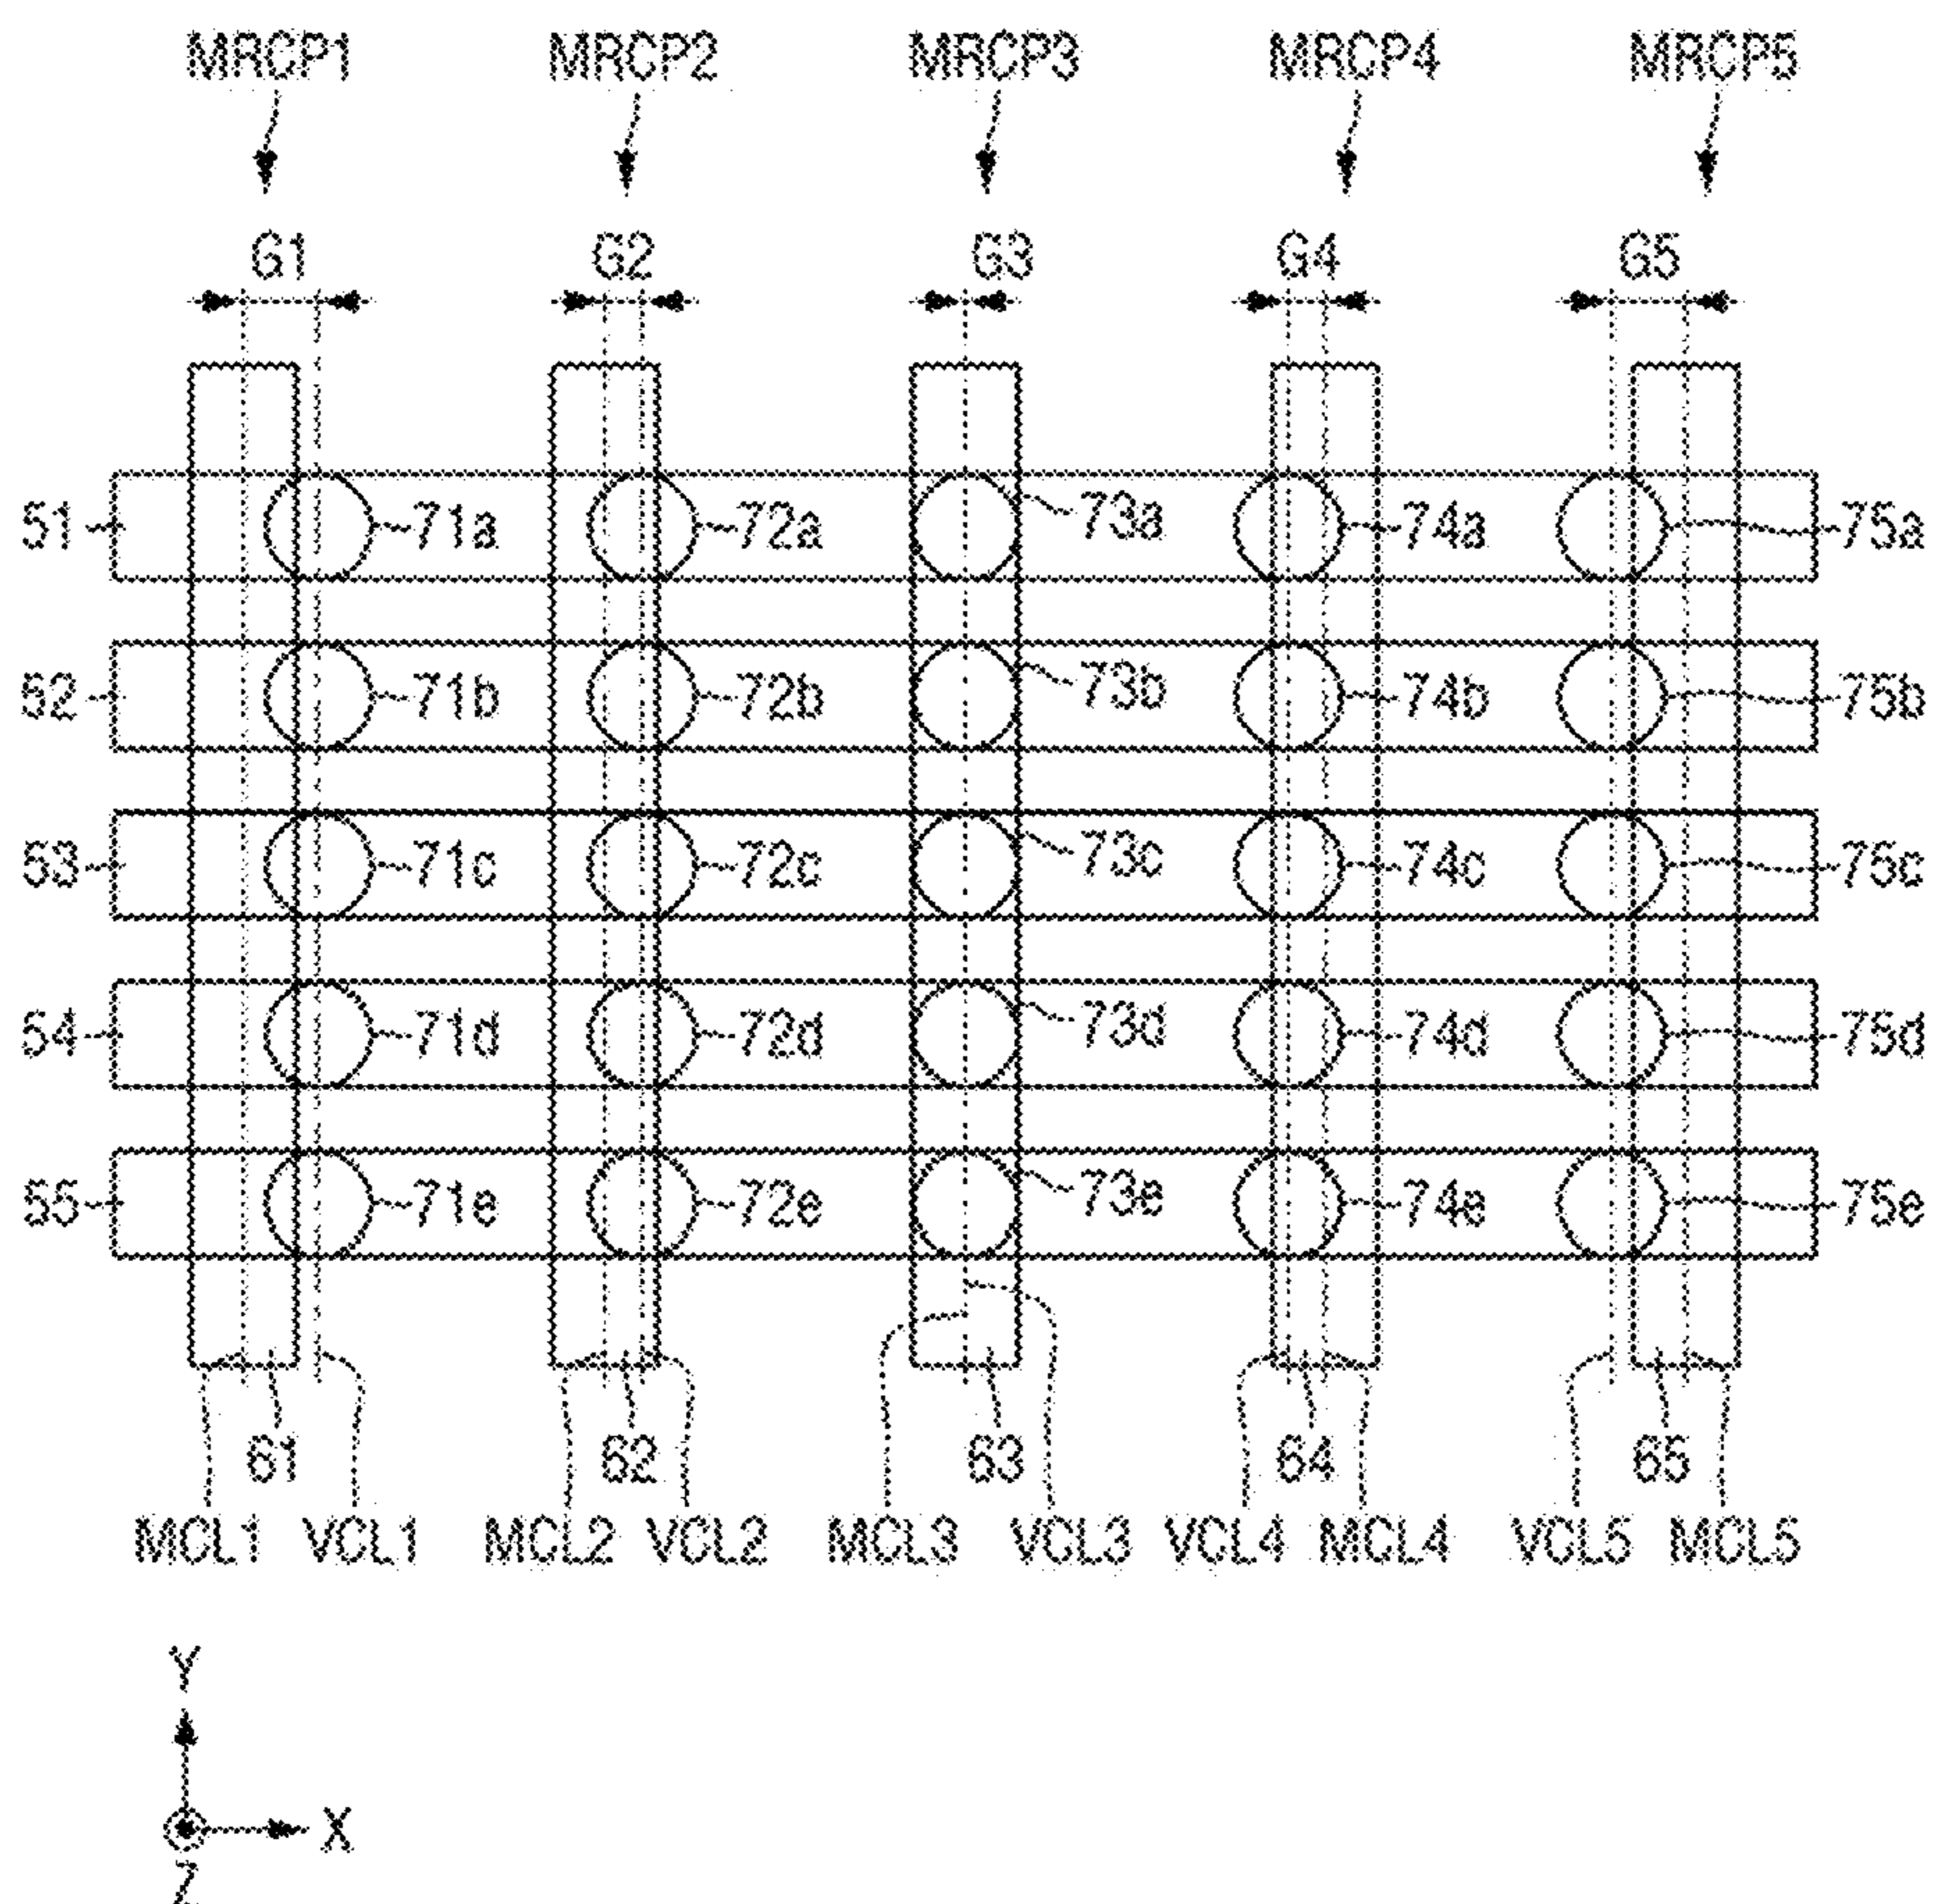 MRCP1 MRCP2 MRCP3 MRCP4 MRCP5
G1 G2 G3 G4 G5
51 71a 72a 73a 74a 75a
52 71b 72b 73b 74b 75b
53 71c 72c 73c 74c 75c
54 71d 72d 73d 74d 75d
55 71e 72e 73e 74e 75e
61 62 63 64 65
MCL1 VCL1 MCL2 VCL2 MCL3 VCL3 VCL4 MCL4 VCL5 MCL5
Y
X
Z